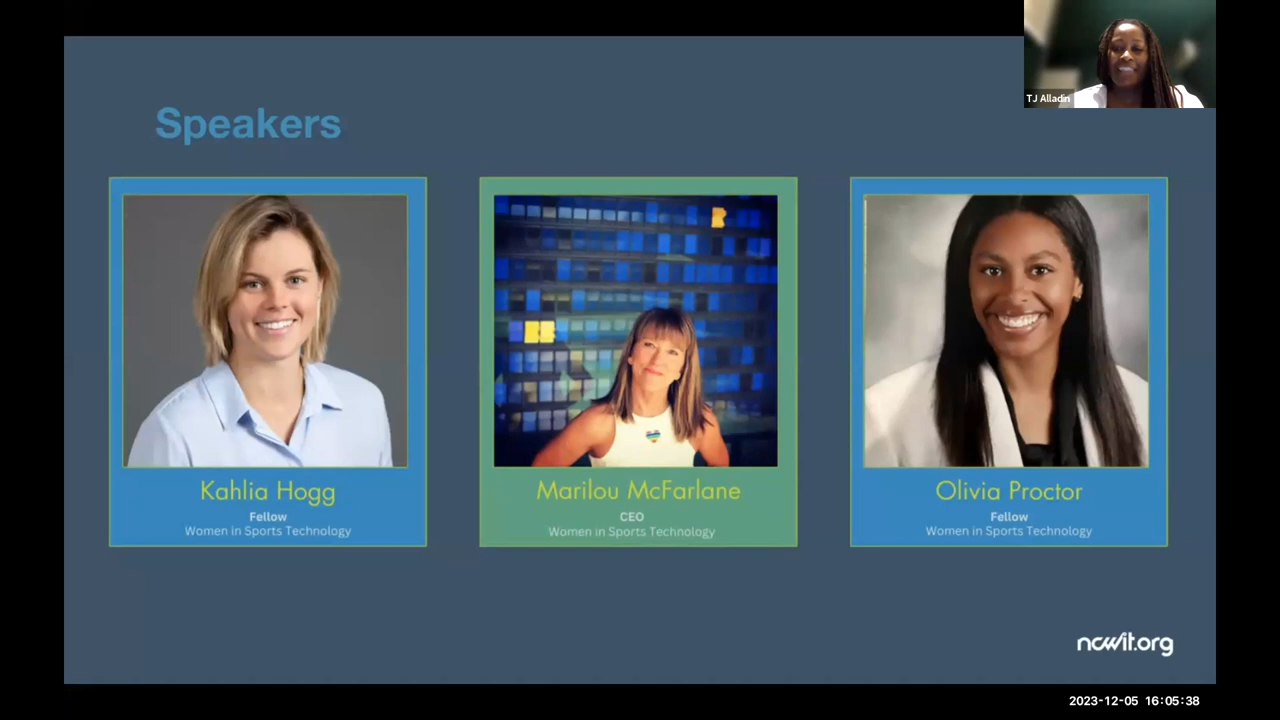 TJ Alladin
Speakers
Kahlia Hogg
Fellow
Women in Sports Technology
Marilou McFarlane
CEO
Women in Sports Technology
Olivia Proctor
Fellow
Women in Sports Technology
ncwit.org
2023-12-05 16:05:38